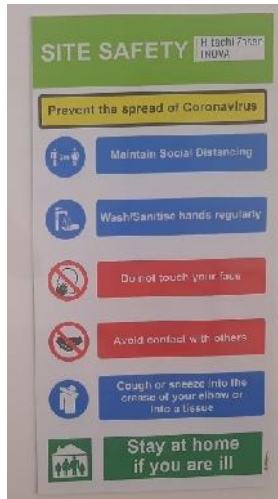 SITE SAFETY
Hitachi Zosen
INOVA
Prevent the spread of Coronavirus
Maintain Social Distancing
Wash/Sanitise hands regularly
Do not touch your face
Avoid contact with others
Cough or sneeze into the
crease of your elbow or
into a tissue
Stay at home
if you are ill